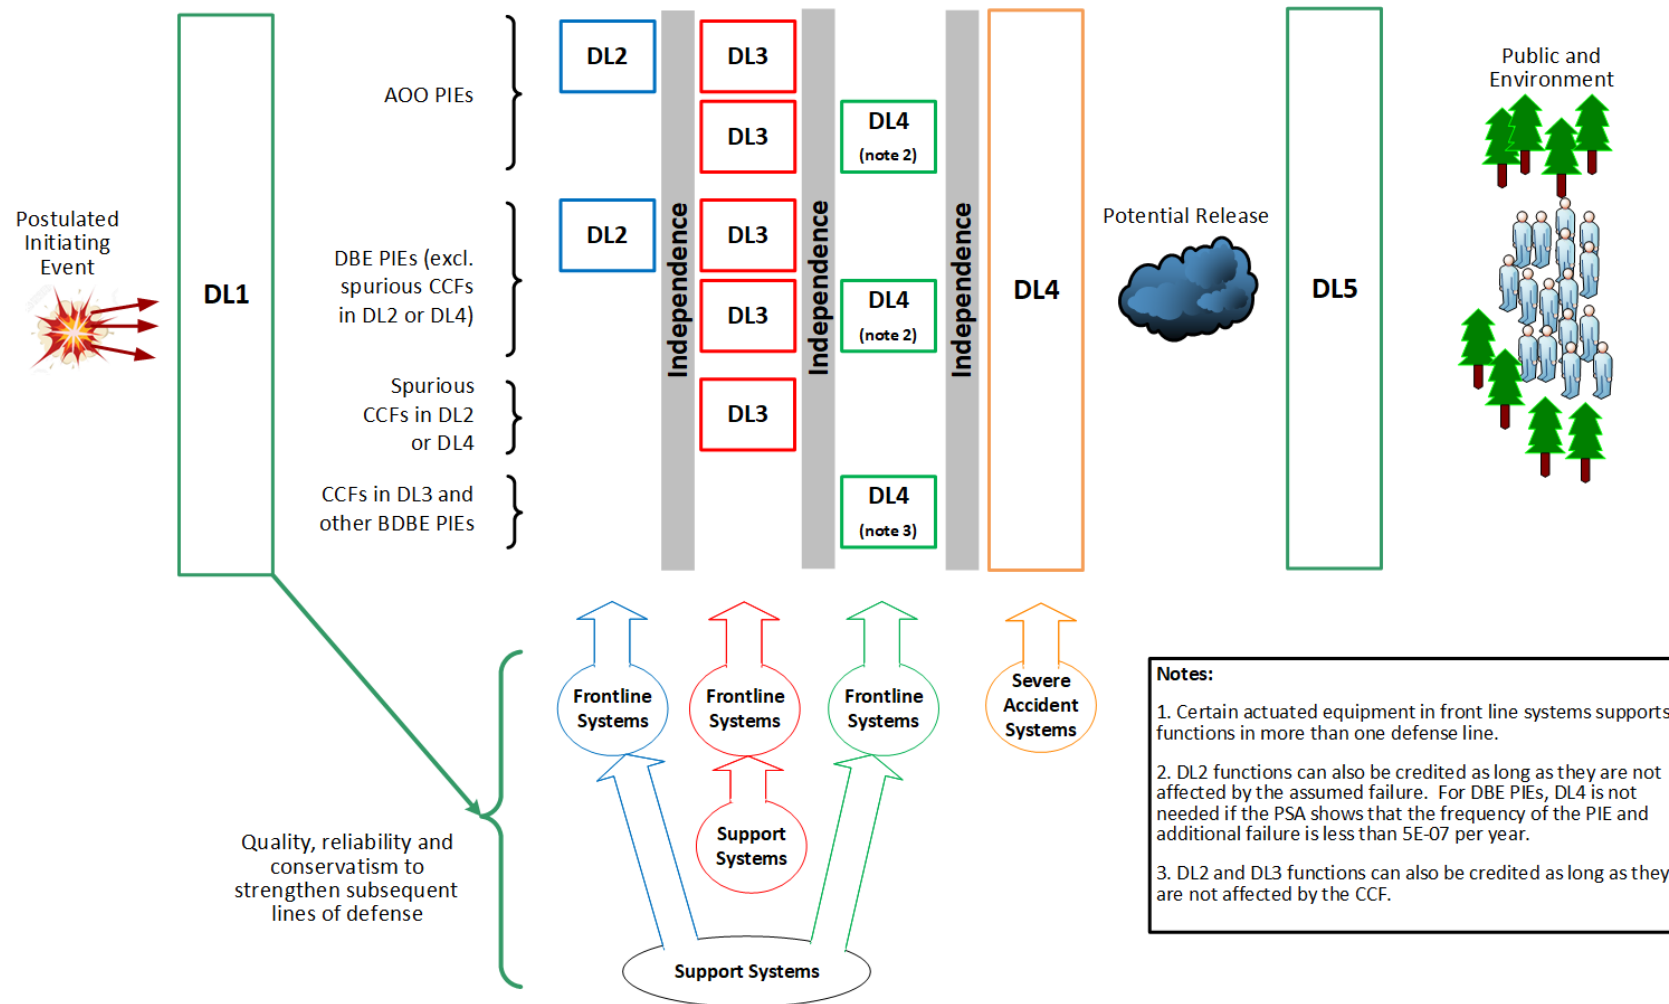 Postulated
Initiating
Event
DL1
AOO PIEs
DBE PIEs (excl.
spurious CCFs
in DL2 or DL4)
Spurious
CCFs in DL2
or DL4
CCFs in DL3 and
other BDBE PIEs
DL2
DL2
Independence
DL3
DL3
DL3
DL3
DL3
Independence
DL4
(note 2)
DL4
(note 2)
DL4
(note 3)
Independence
DL4
Potential Release
DL5
Public and
Environment
Frontline
Systems
Frontline
Systems
Frontline
Systems
Severe
Accident
Systems
Support
Systems
Support Systems
Quality, reliability and
conservatism to
strengthen subsequent
lines of defense
Notes:
1. Certain actuated equipment in front line systems supports
functions in more than one defense line.
2. DL2 functions can also be credited as long as they are not
affected by the assumed failure.  For DBE PIEs, DL4 is not
needed if the PSA shows that the frequency of the PIE and
additional failure is less than 5E-07 per year.
3. DL2 and DL3 functions can also be credited as long as they
are not affected by the CCF.